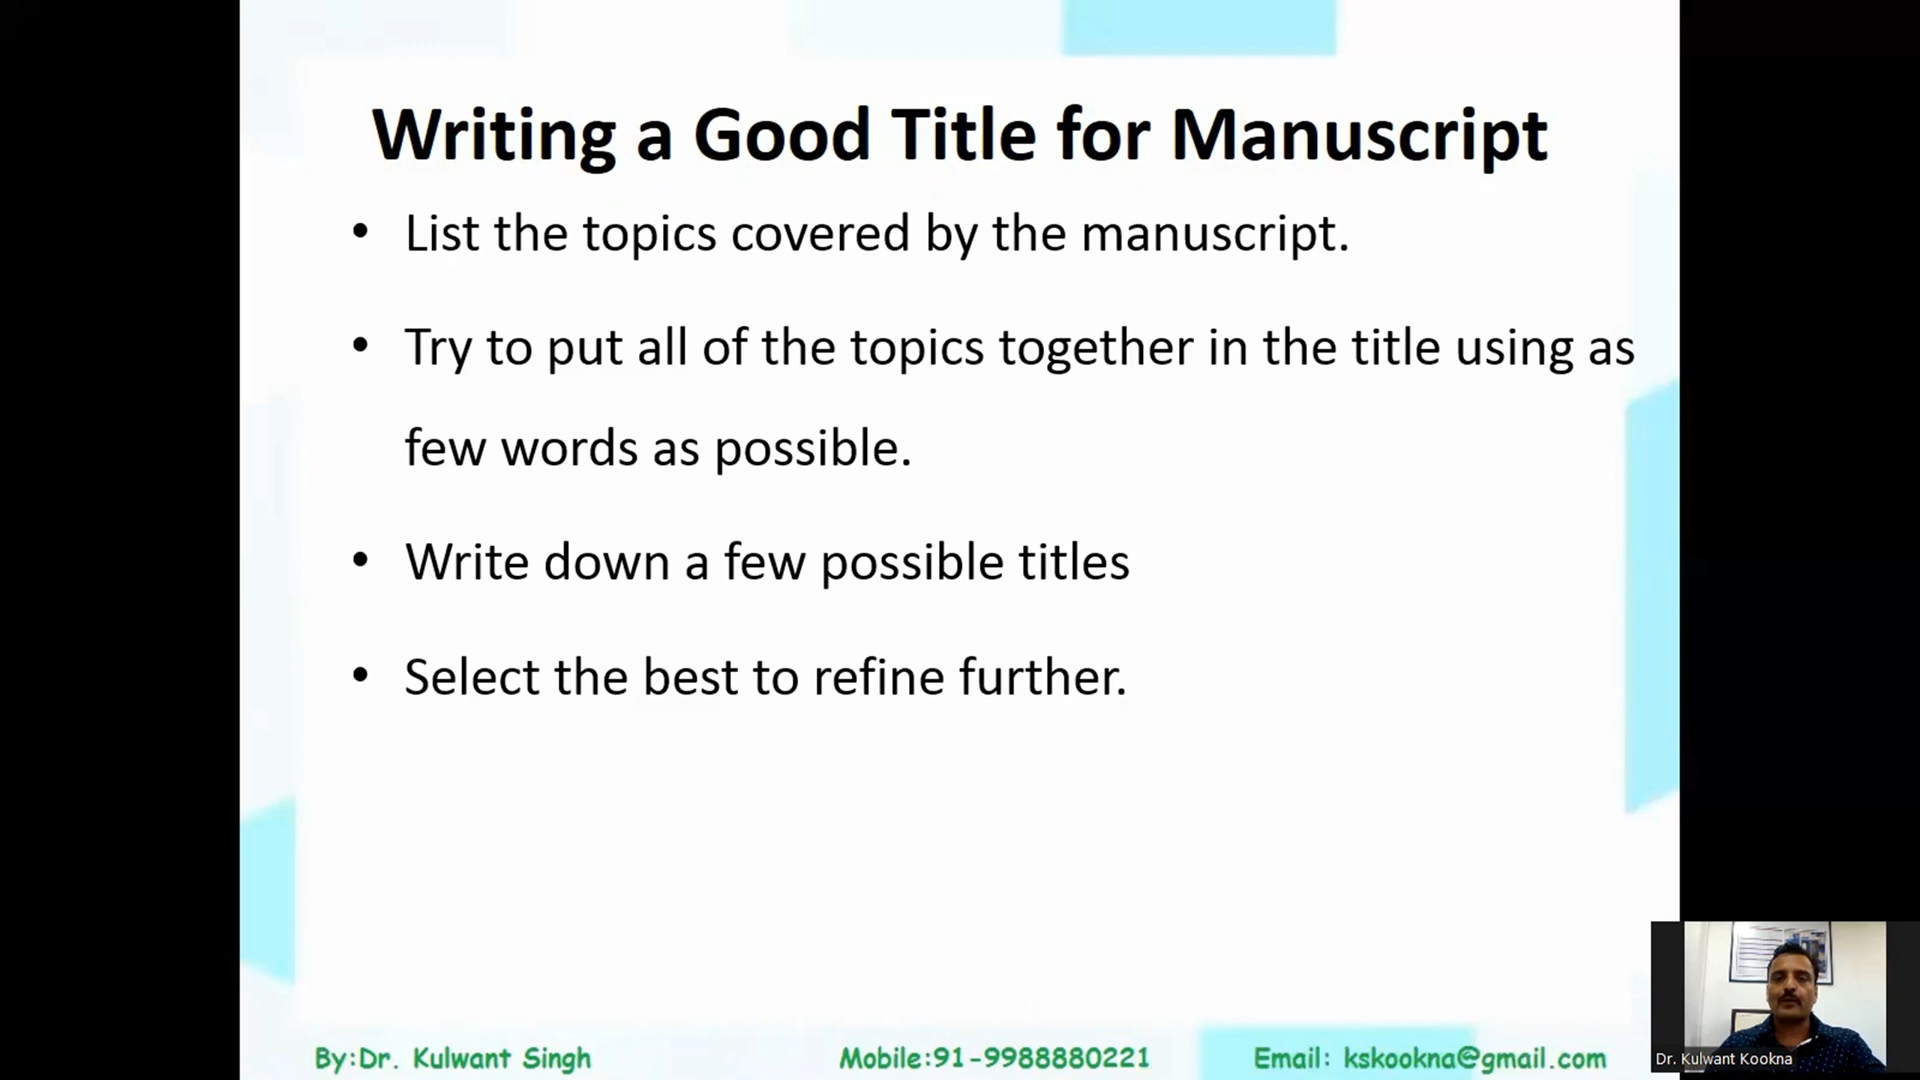 Writing a Good Title for Manuscript
• List the topics covered by the manuscript.
• Try to put all of the topics together in the title using as
few words as possible.
• Write down a few possible titles
• Select the best to refine further.
By:Dr. Kulwant Singh
Mobile:91-9988880221
Email: kskookna@gmail.com
Dr. Kulwant Kookna